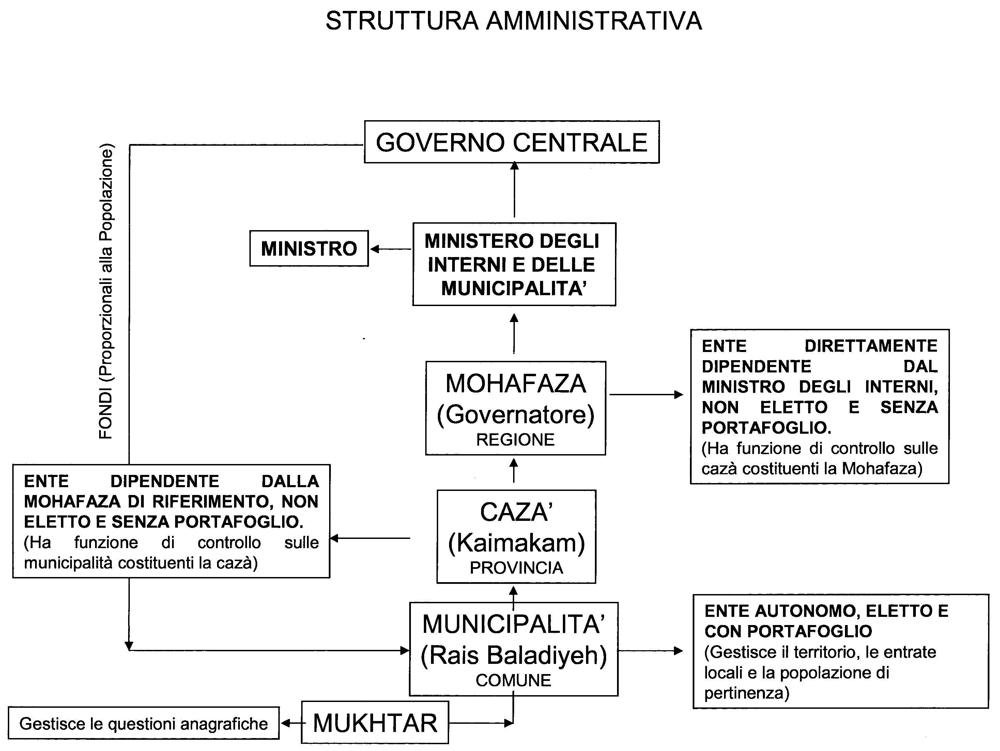 STRUTTURA AMMINISTRATIVA
GOVERNO CENTRALE
FONDI (Proporzionali alla Popolazione)
MINISTRO
MINISTERO DEGLI
INTERNI E DELLE
MUNICIPALITA’
MOHAFAZA
(Governatore)
REGIONE
ENTE DIRETTAMENTE
DIPENDENTE DAL
MINISTRO DEGLI INTERNI,
NON ELETTO E SENZA
PORTAFOGLIO.
(Ha funzione di controllo sulle
cazà costituenti la Mohafaza)
ENTE DIPENDENTE DALLA
MOHAFAZA DI RIFERIMENTO, NON
ELETTO E SENZA PORTAFOGLIO.
(Ha funzione di controllo sulle
municipalità costituenti la cazà)
CAZA’
(Kaimakam)
PROVINCIA
MUNICIPALITA’
(Rais Baladiyeh)
COMUNE
ENTE AUTONOMO, ELETTO E
CON PORTAFOGLIO
(Gestisce il territorio, le entrate
locali e la popolazione di
pertinenza)
Gestisce le questioni anagrafiche
MUKHTAR